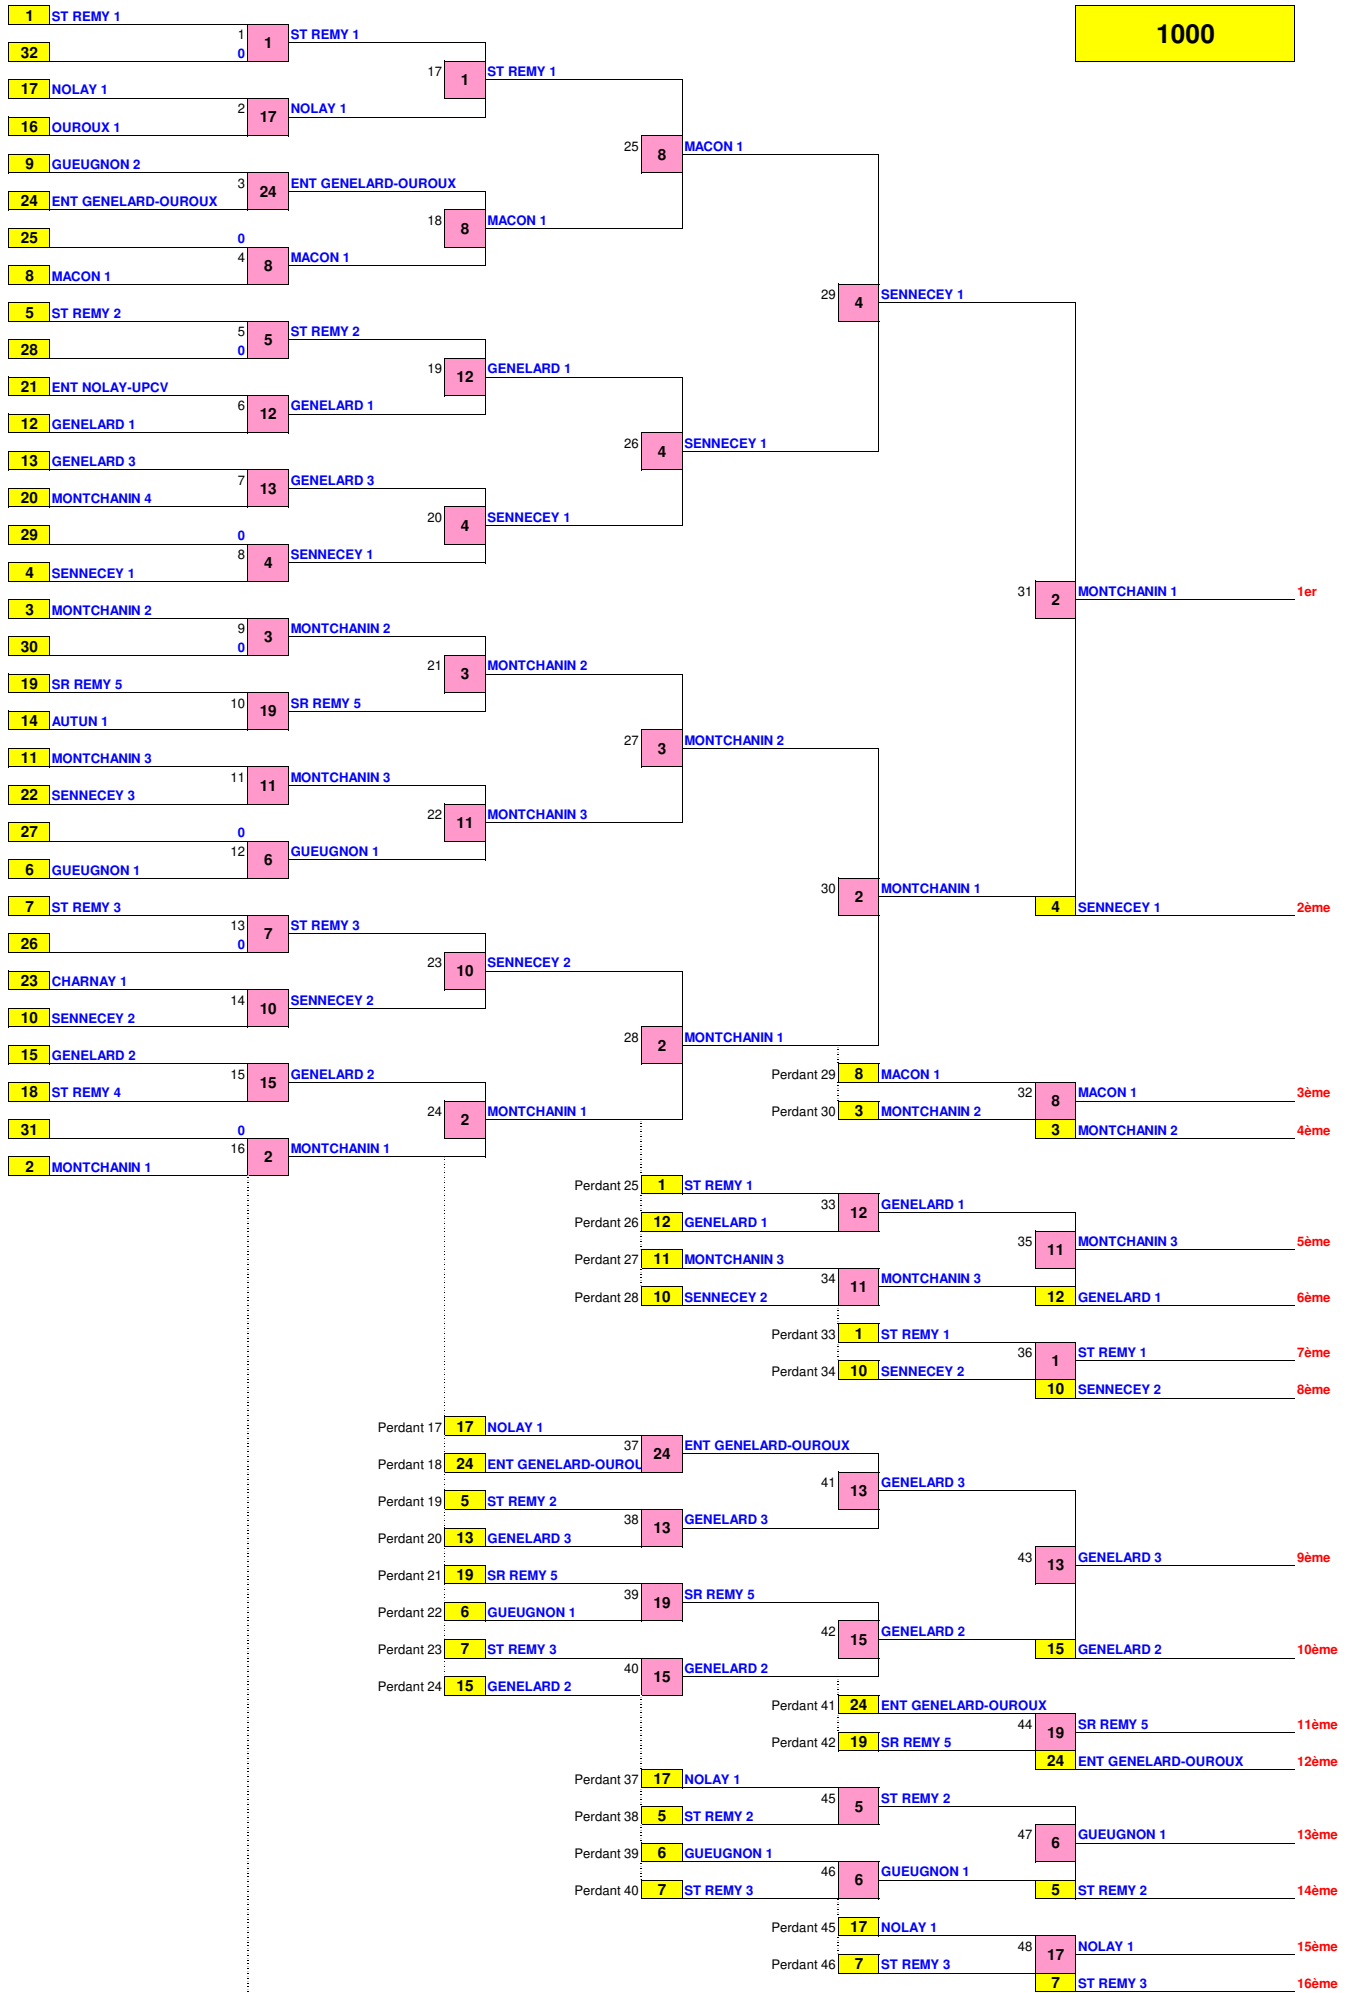 1000
1 ST REMY 1
32 0
1 1 ST REMY 1
17 NOLAY 1
16 OUROUX 1
2 17 NOLAY 1
17 1 ST REMY 1
9 GUEUGNON 2
24 ENT GENELARD-OUROUX
3 24 ENT GENELARD-OUROUX
25 0
8 MACON 1
4 8 MACON 1
18 8 MACON 1
25 8 MACON 1
5 ST REMY 2
28 0
5 5 ST REMY 2
21 ENT NOLAY-UPCV
12 GENELARD 1
6 12 GENELARD 1
19 12 GENELARD 1
13 GENELARD 3
20 MONTCHANIN 4
7 13 GENELARD 3
29 0
4 SENNECEY 1
8 4 SENNECEY 1
20 4 SENNECEY 1
26 4 SENNECEY 1
29 4 SENNECEY 1
3 MONTCHANIN 2
30 0
9 3 MONTCHANIN 2
19 SR REMY 5
14 AUTUN 1
10 19 SR REMY 5
21 3 MONTCHANIN 2
11 MONTCHANIN 3
22 SENNECEY 3
11 11 MONTCHANIN 3
27 0
6 GUEUGNON 1
12 6 GUEUGNON 1
22 11 MONTCHANIN 3
27 3 MONTCHANIN 2
7 ST REMY 3
26 0
13 7 ST REMY 3
23 CHARNAY 1
10 SENNECEY 2
14 10 SENNECEY 2
23 10 SENNECEY 2
15 GENELARD 2
18 ST REMY 4
15 15 GENELARD 2
31 0
2 MONTCHANIN 1
16 2 MONTCHANIN 1
24 2 MONTCHANIN 1
28 2 MONTCHANIN 1
30 2 MONTCHANIN 1
31 2 MONTCHANIN 1 1er
4 SENNECEY 1 2ème
Perdant 29 8 MACON 1
Perdant 30 3 MONTCHANIN 2
32 8 MACON 1 3ème
3 MONTCHANIN 2 4ème
Perdant 25 1 ST REMY 1
Perdant 26 12 GENELARD 1
33 12 GENELARD 1
Perdant 27 11 MONTCHANIN 3
Perdant 28 10 SENNECEY 2
34 11 MONTCHANIN 3
35 11 MONTCHANIN 3 5ème
12 GENELARD 1 6ème
Perdant 33 1 ST REMY 1
Perdant 34 10 SENNECEY 2
36 1 ST REMY 1 7ème
10 SENNECEY 2 8ème
Perdant 17 17 NOLAY 1
Perdant 18 24 ENT GENELARD-OUROU
37 24 ENT GENELARD-OUROUX
Perdant 19 5 ST REMY 2
Perdant 20 13 GENELARD 3
38 13 GENELARD 3
41 13 GENELARD 3
Perdant 21 19 SR REMY 5
Perdant 22 6 GUEUGNON 1
39 19 SR REMY 5
Perdant 23 7 ST REMY 3
Perdant 24 15 GENELARD 2
40 15 GENELARD 2
42 15 GENELARD 2
43 13 GENELARD 3 9ème
15 GENELARD 2 10ème
Perdant 41 24 ENT GENELARD-OUROUX
Perdant 42 19 SR REMY 5
44 19 SR REMY 5 11ème
24 ENT GENELARD-OUROUX 12ème
Perdant 37 17 NOLAY 1
Perdant 38 5 ST REMY 2
45 5 ST REMY 2
Perdant 39 6 GUEUGNON 1
Perdant 40 7 ST REMY 3
46 6 GUEUGNON 1
47 6 GUEUGNON 1 13ème
5 ST REMY 2 14ème
Perdant 45 17 NOLAY 1
Perdant 46 7 ST REMY 3
48 17 NOLAY 1 15ème
7 ST REMY 3 16ème